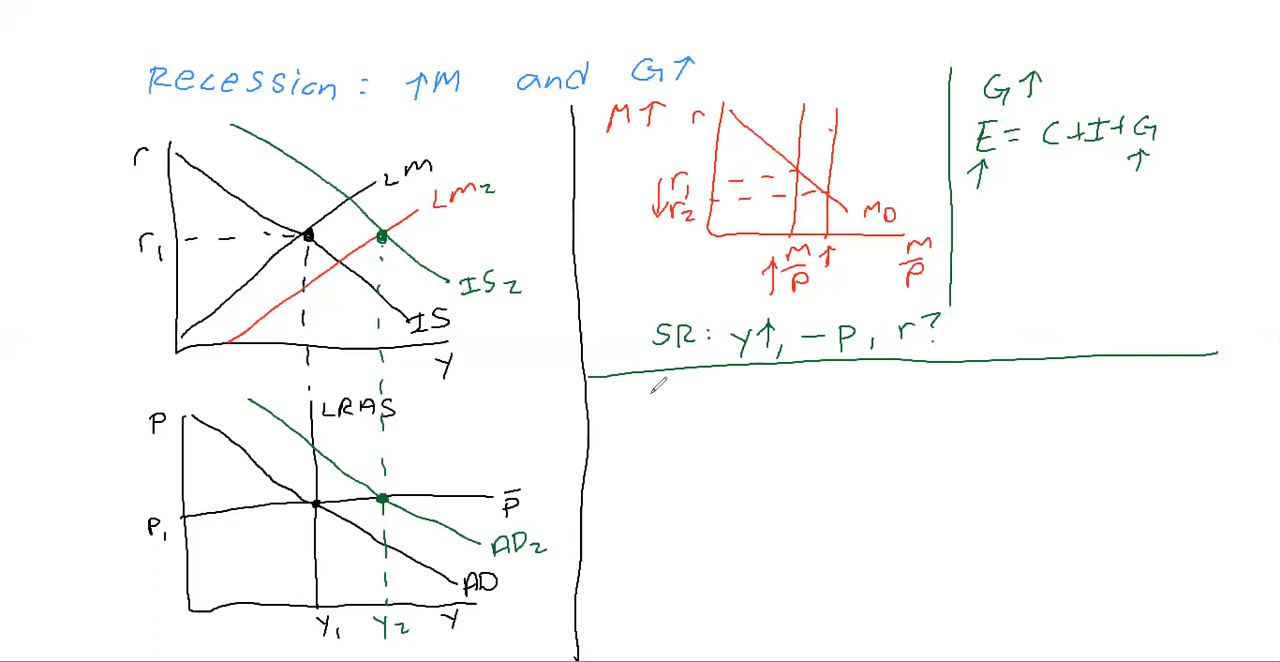 Recession: ↑M and G↑
r
LM
LM₂
r₁
IS₂
IS
Y
P
LRAS
P₁
P̅
AD₂
AD
Y₁ Y₂ Y
M↑ r
↓r₁
r₂
MD
↑M/P ↑
M/P
G↑
E = C+I+G
↑ ↑
SR: Y↑, – P, r?